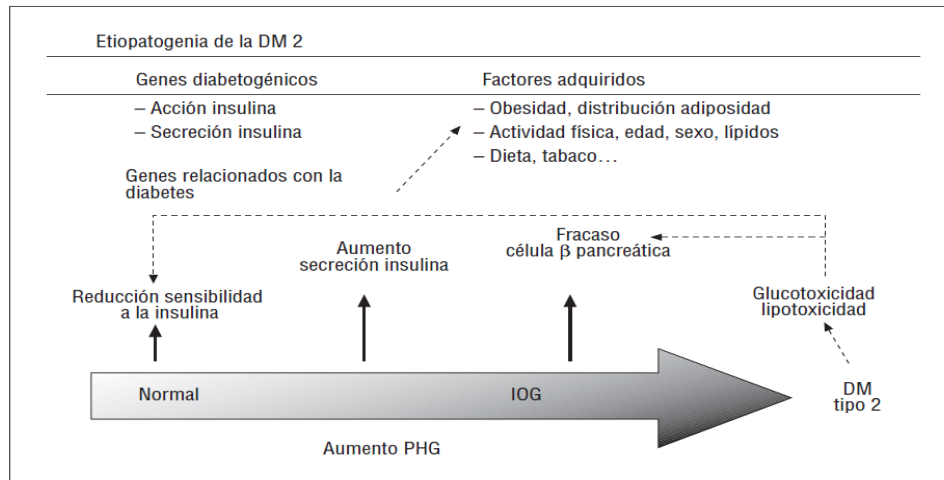 Etiopatogenia de la DM 2
Genes diabetogénicos
– Acción insulina
– Secreción insulina
Factores adquiridos
– Obesidad, distribución adiposidad
– Actividad física, edad, sexo, lípidos
– Dieta, tabaco…
Genes relacionados con la
diabetes
Reducción sensibilidad
a la insulina
Aumento
secreción insulina
Fracaso
célula β pancreática
Glucotoxicidad
lipotoxicidad
Normal
IOG
DM
tipo 2
Aumento PHG